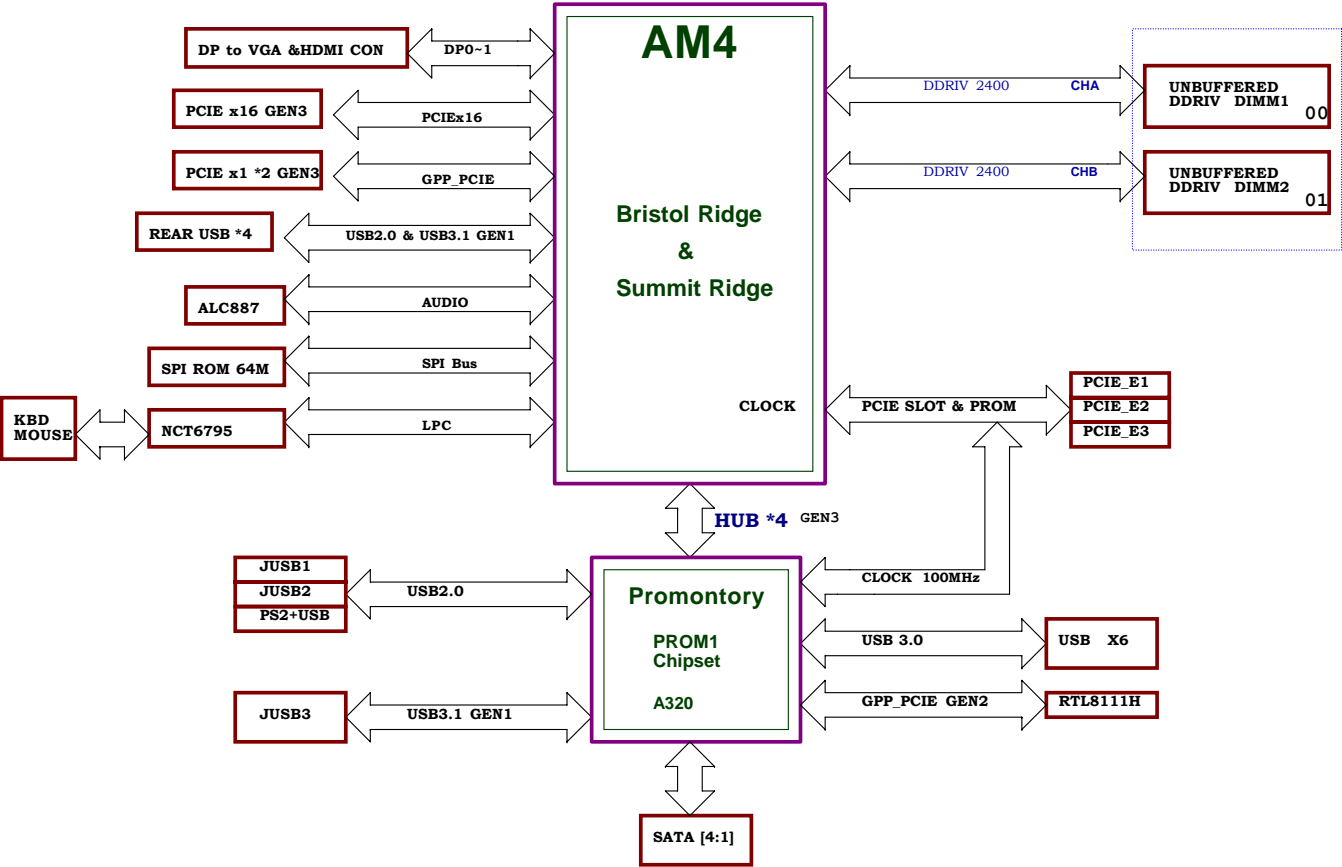 AM4
DP to VGA &HDMI CON
DP0~1
DDRIV 2400
CHA
UNBUFFERED
DDRIV DIMM1
00
PCIE x16 GEN3
PCIEx16
PCIE x1 *2 GEN3
GPP_PCIE
DDRIV 2400
CHB
UNBUFFERED
DDRIV DIMM2
01
Bristol Ridge
&
Summit Ridge
REAR USB *4
USB2.0 & USB3.1 GEN1
ALC887
AUDIO
SPI ROM 64M
SPI Bus
KBD
MOUSE
NCT6795
LPC
CLOCK
PCIE SLOT & PROM
PCIE_E1
PCIE_E2
PCIE_E3
HUB *4 GEN3
JUSB1
JUSB2
PS2+USB
USB2.0
Promontory
PROM1
Chipset
A320
CLOCK 100MHz
USB 3.0
USB X6
JUSB3
USB3.1 GEN1
GPP_PCIE GEN2
RTL8111H
SATA [4:1]